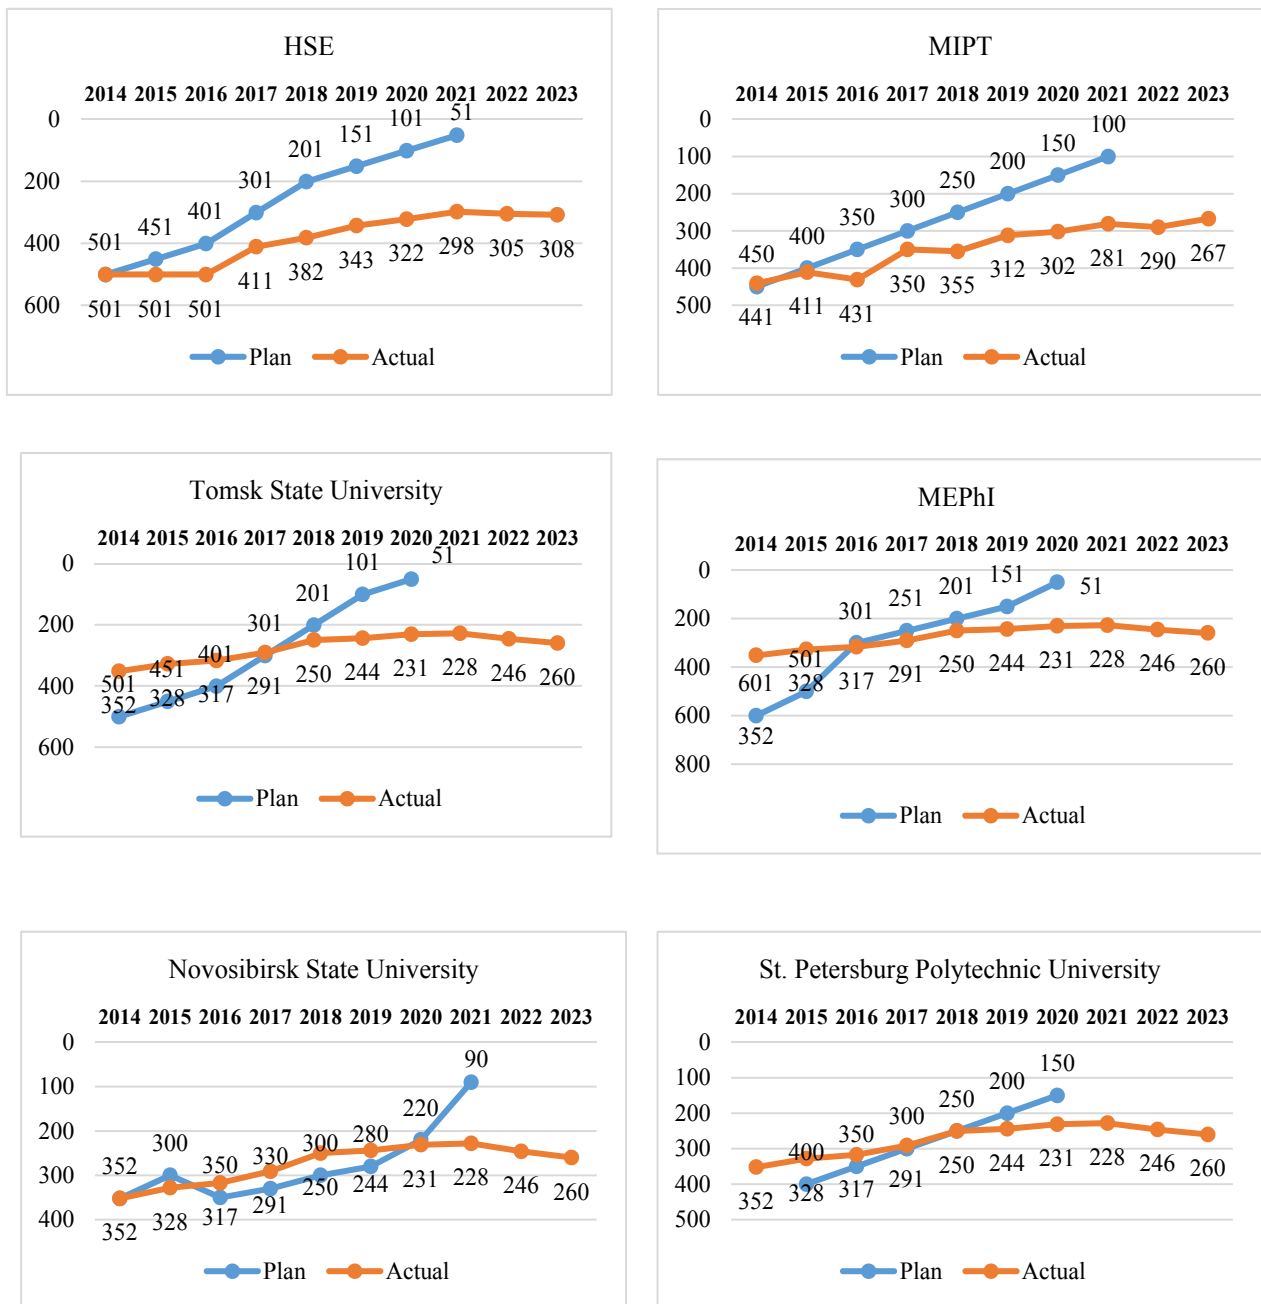 HSE
2014 2015 2016 2017 2018 2019 2020 2021 2022 2023
0
200
400
600
501 451 401 301 201 151 101 51
501 501 501 411 382 343 322 298 305 308
Plan Actual
MIPT
2014 2015 2016 2017 2018 2019 2020 2021 2022 2023
0
100
200
300
400
500
450 400 350 300 250 200 150 100
441 411 431 350 355 312 302 281 290 267
Plan Actual
Tomsk State University
2014 2015 2016 2017 2018 2019 2020 2021 2022 2023
0
200
400
600
501 451 401 301 201 101 51
352 328 317 291 250 244 231 228 246 260
Plan Actual
MEPhI
2014 2015 2016 2017 2018 2019 2020 2021 2022 2023
0
200
400
600
800
601 501 301 251 201 151 51
352 328 317 291 250 244 231 228 246 260
Plan Actual
Novosibirsk State University
2014 2015 2016 2017 2018 2019 2020 2021 2022 2023
0
100
200
300
400
352 300 350 330 300 280 220 90
352 328 317 291 250 244 231 228 246 260
Plan Actual
St. Petersburg Polytechnic University
2014 2015 2016 2017 2018 2019 2020 2021 2022 2023
0
100
200
300
400
500
400 350 300 250 200 150
352 328 317 291 250 244 231 228 246 260
Plan Actual